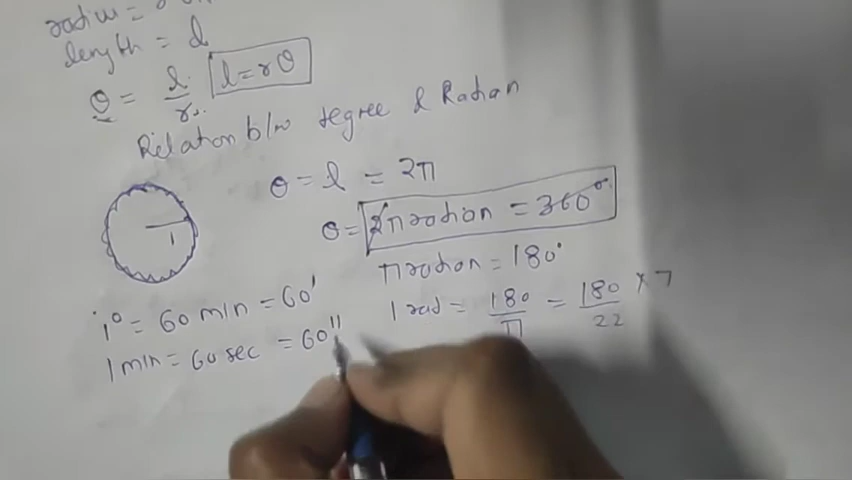 radius =
length = l
θ = l/r. l = rθ
Relation b/w degree & Radian
θ = l = 2π
θ = 2π radian = 360°
1
π radian = 180°
1° = 60 min = 60'
1 rad = 180/π = 180/22 × 7
1 min = 60 sec = 60"